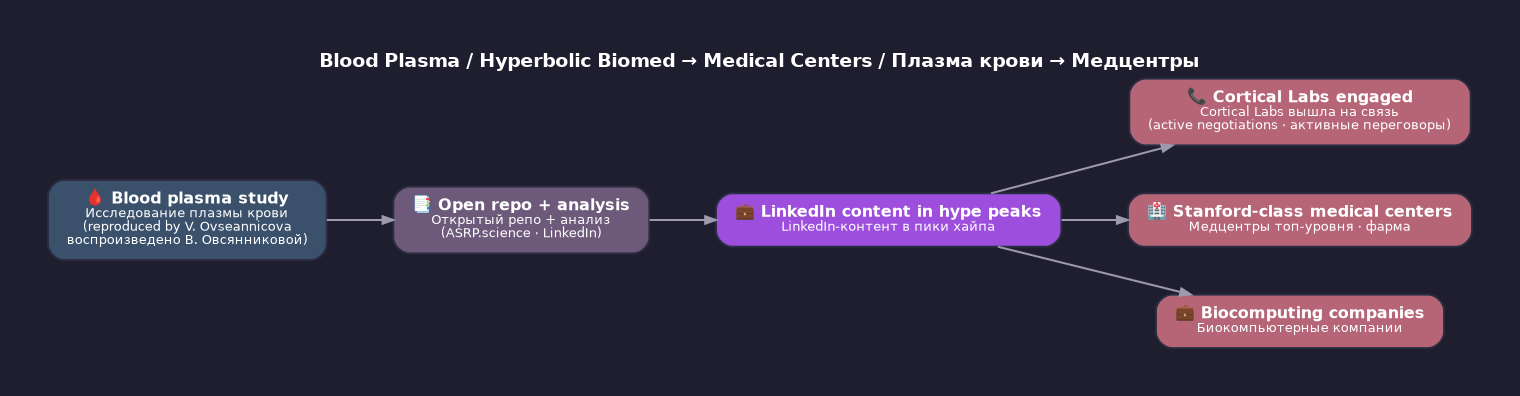 Blood Plasma / Hyperbolic Biomed → Medical Centers / Плазма крови → Медцентры
🩸 Blood plasma study
Исследование плазмы крови
(reproduced by V. Ovseannicova
воспроизведено В. Овсянниковой)
📑 Open repo + analysis
Открытый репо + анализ
(ASRP.science · LinkedIn)
💼 LinkedIn content in hype peaks
LinkedIn-контент в пики хайпа
📞 Cortical Labs engaged
Cortical Labs вышла на связь
(active negotiations · активные переговоры)
🏥 Stanford-class medical centers
Медцентры топ-уровня · фарма
💼 Biocomputing companies
Биокомпьютерные компании